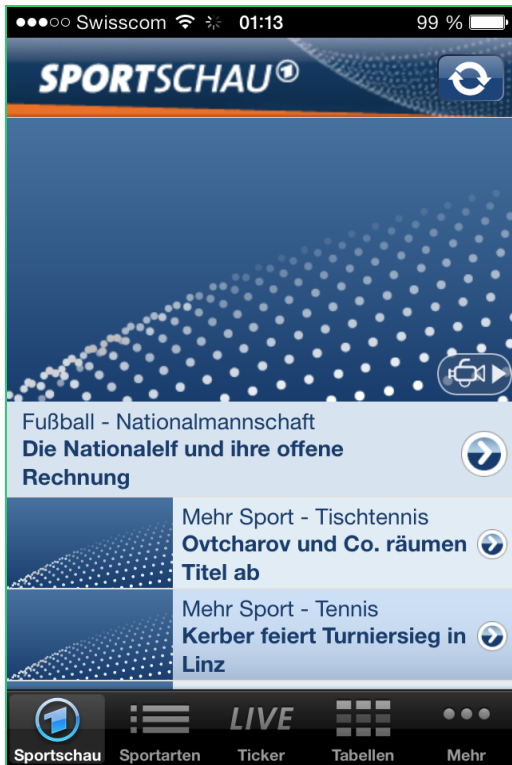 Swisscom 01:13 99 %
SPORTSCHAU
Fußball - Nationalmannschaft
Die Nationalelf und ihre offene
Rechnung
Mehr Sport - Tischtennis
Ovtcharov und Co. räumen
Titel ab
Mehr Sport - Tennis
Kerber feiert Turniersieg in
Linz
LIVE
Sportschau Sportarten Ticker Tabellen Mehr